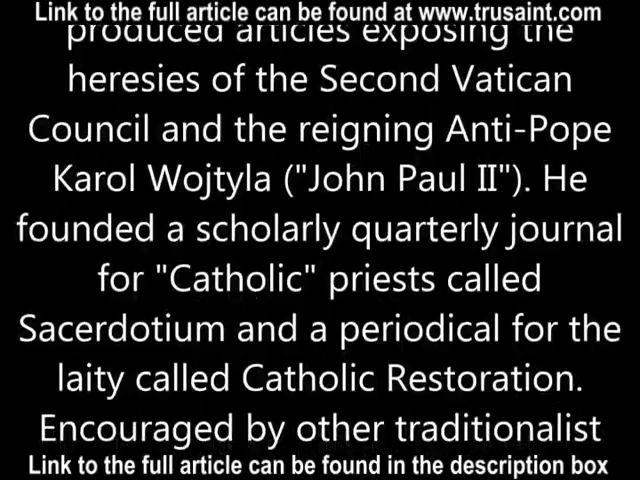 Link to the full article can be found at www.trusaint.com
produced articles exposing the
heresies of the Second Vatican
Council and the reigning Anti-Pope
Karol Wojtyla ("John Paul II"). He
founded a scholarly quarterly journal
for "Catholic" priests called
Sacerdotium and a periodical for the
laity called Catholic Restoration.
Encouraged by other traditionalist
Link to the full article can be found in the description box